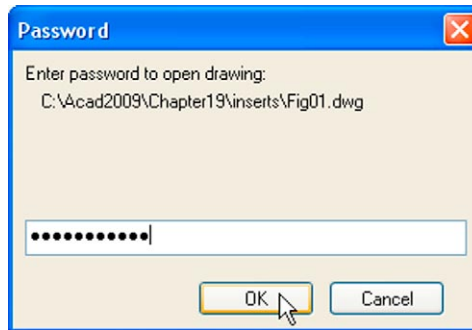 Password
Enter password to open drawing:
C:\Acad2009\Chapter19\inserts\Fig01.dwg
●●●●●●●●●●●
OK
Cancel